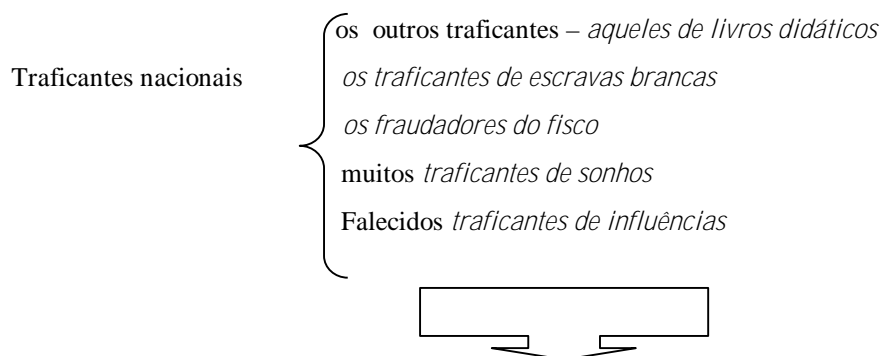 os outros traficantes – aqueles de livros didáticos
Traficantes nacionais os traficantes de escravas brancas
os fraudadores do fisco
muitos traficantes de sonhos
Falecidos traficantes de influências